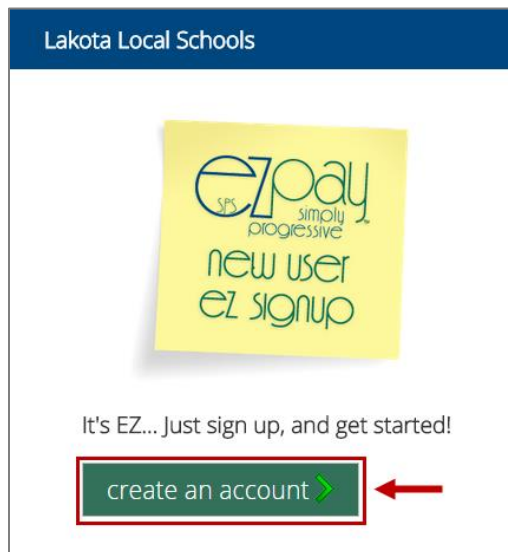 Lakota Local Schools
ezpay
SPS
simply
progressive
new user
ez signup
It's EZ... Just sign up, and get started!
create an account